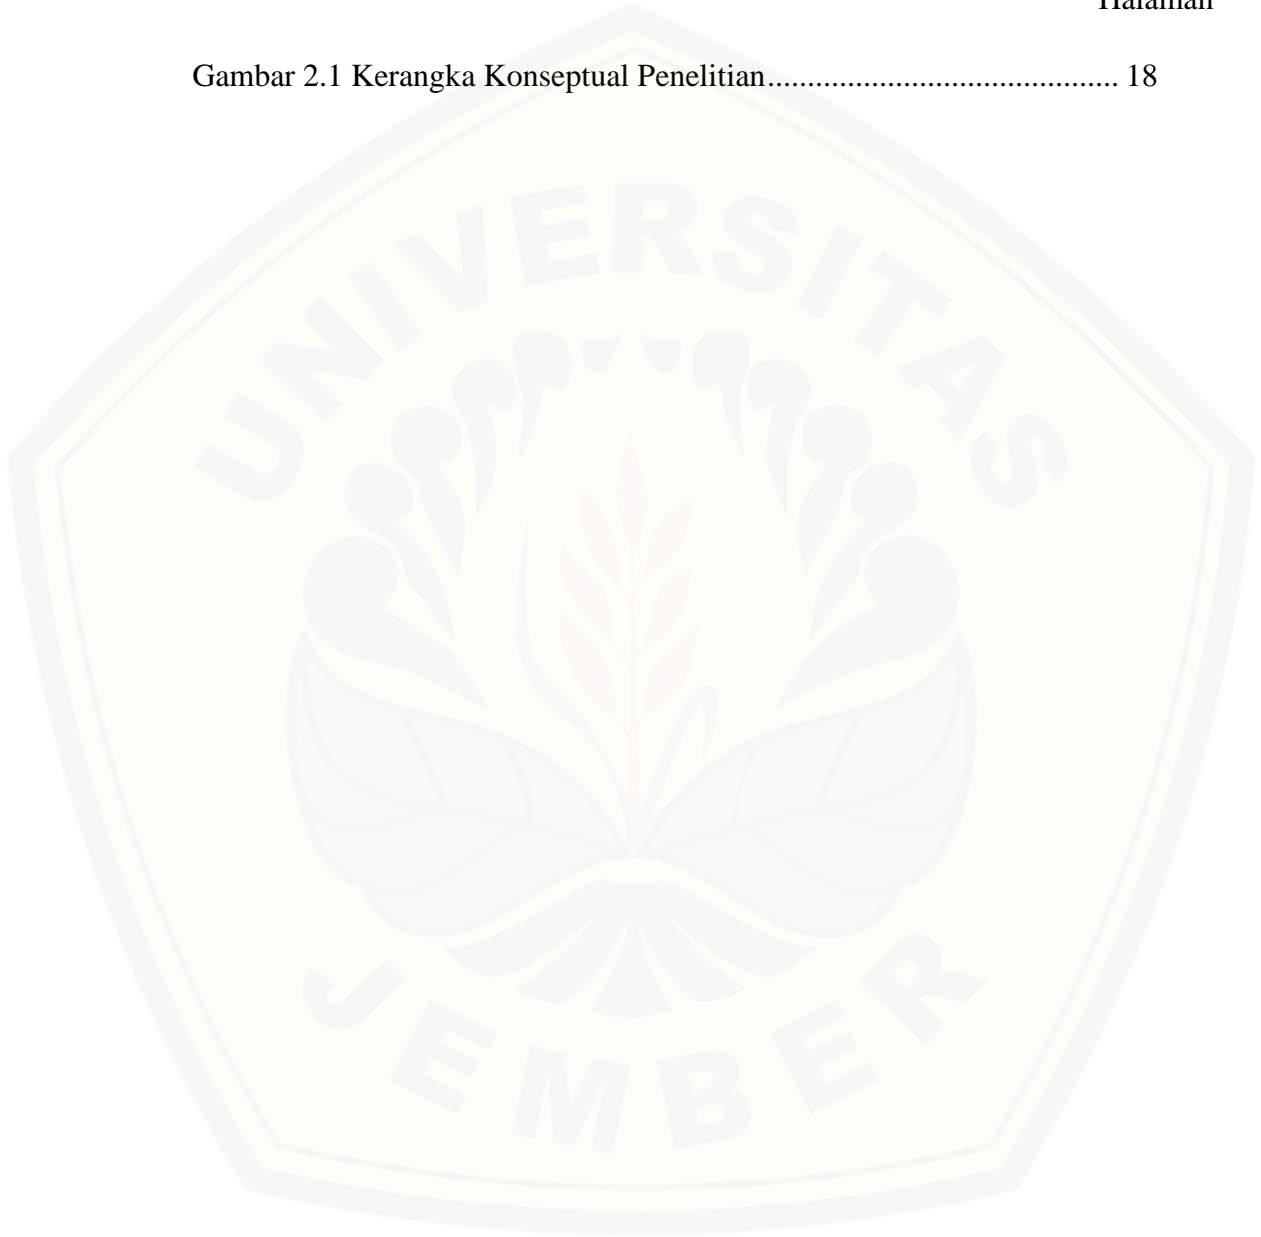 Halaman
Gambar 2.1 Kerangka Konseptual Penelitian............................................ 18
UNIVERSITAS
JEMBER